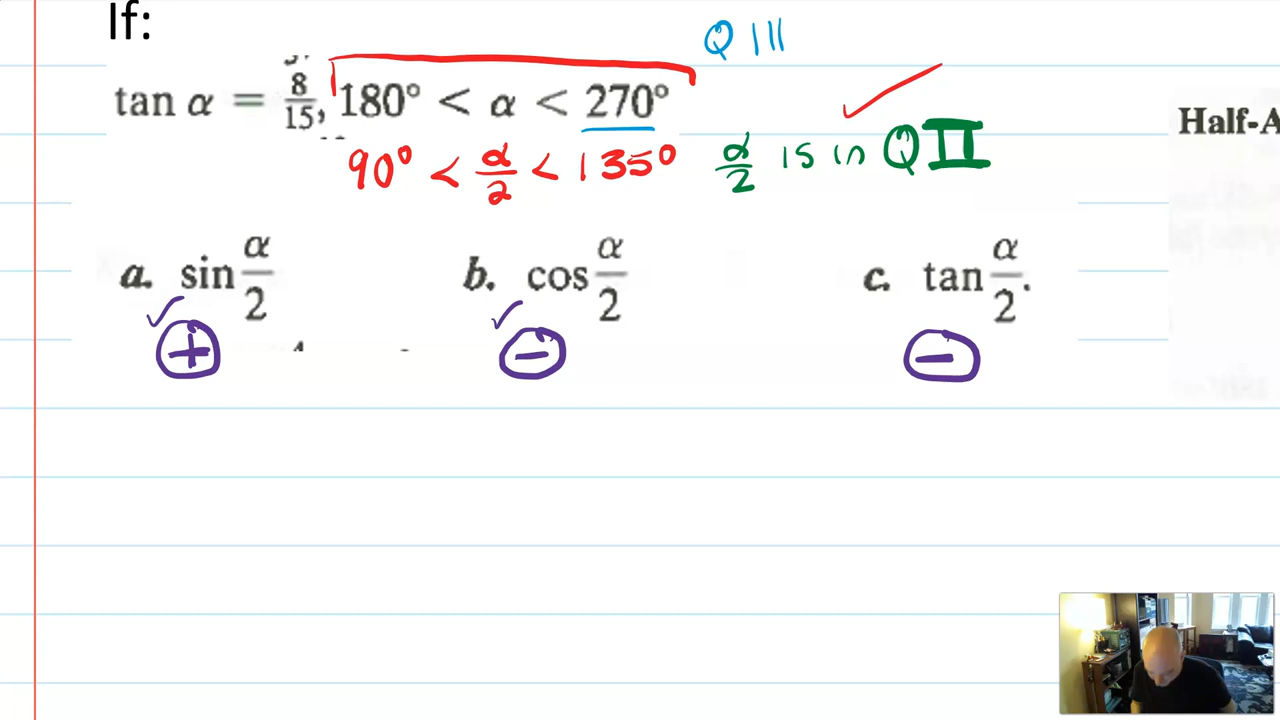 If:
Q III
tan α = 8/15, 180° < α < 270°
90° < α/2 < 135° α/2 is in QII
Half-A
a. sin α/2 b. cos α/2 c. tan α/2.
+ − −